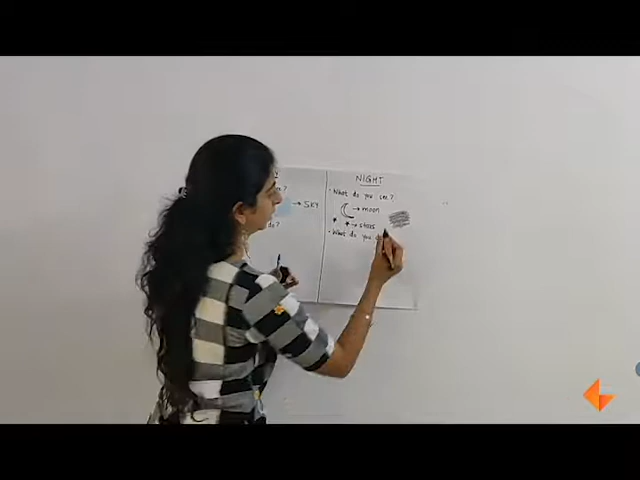 → SKY
NIGHT
• What do you see?
→ moon
→ stars
• What do you